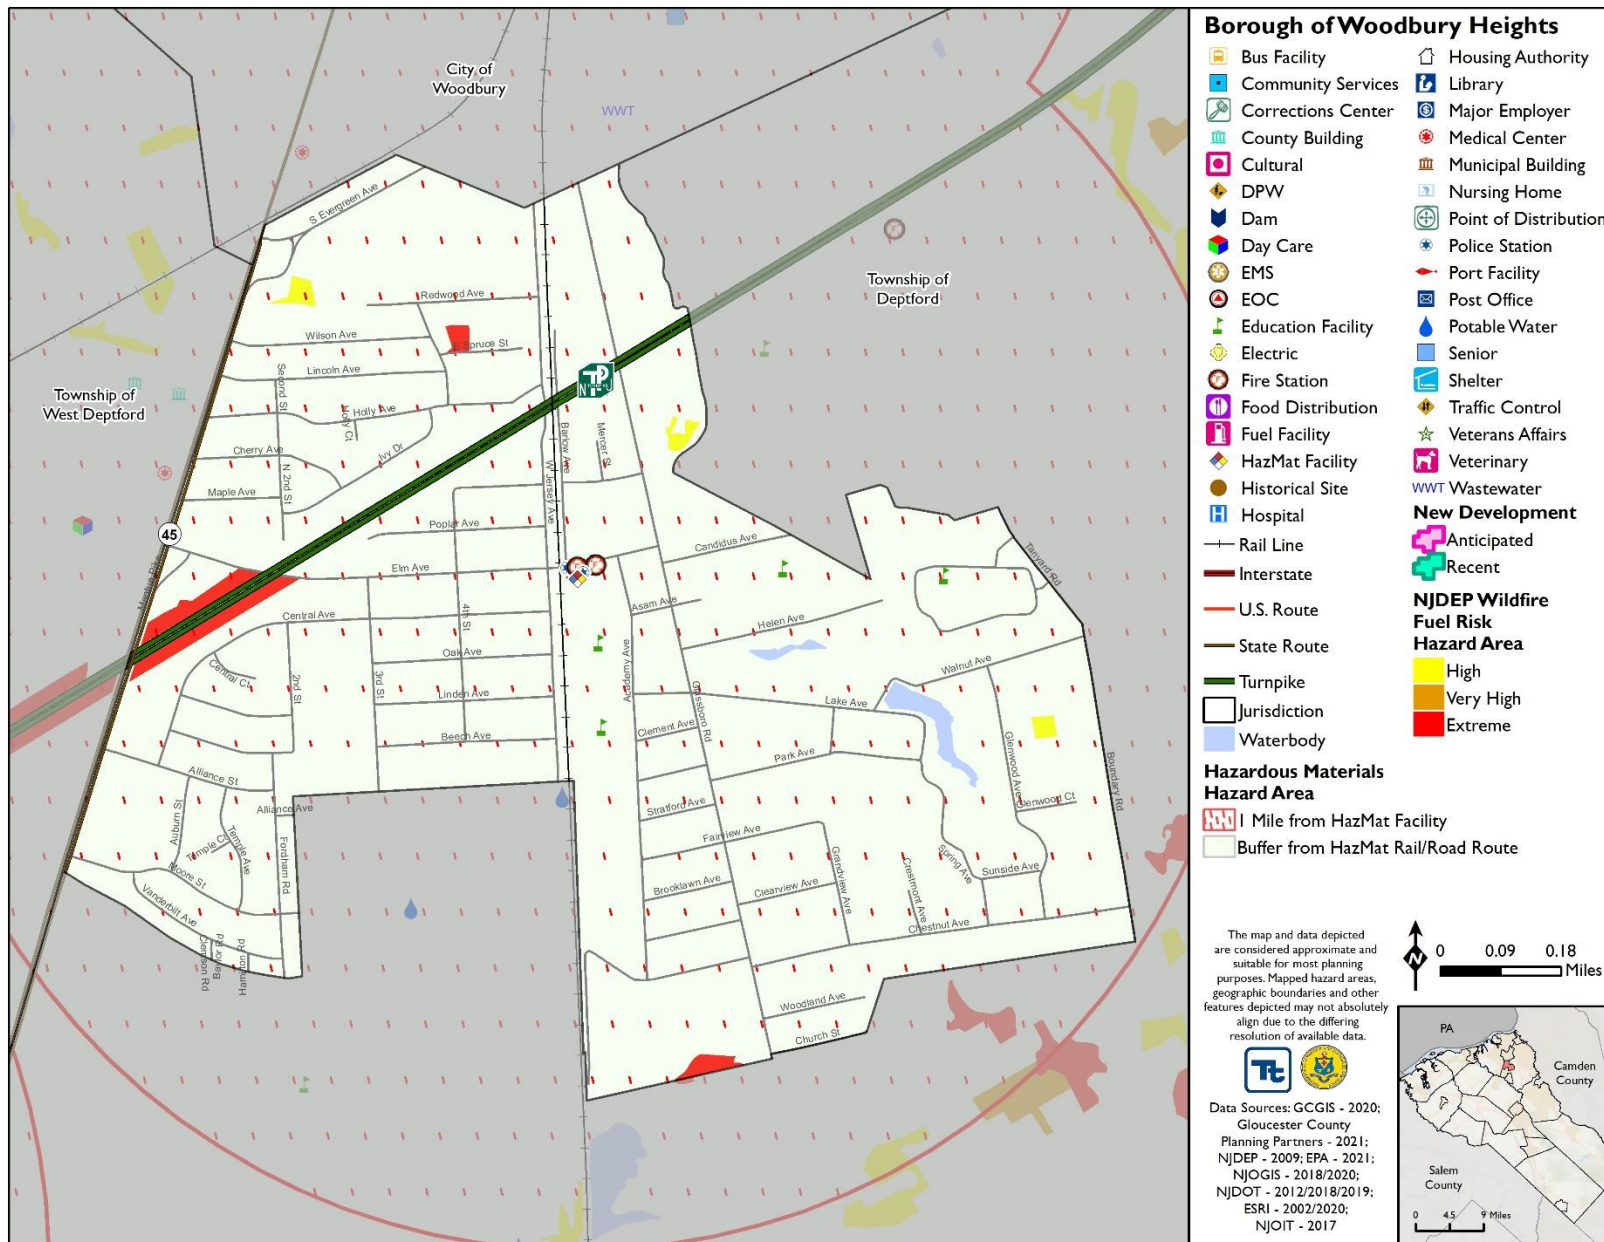 City of
Woodbury
WWT
Township of
Deptford
Township of
West Deptford
45
S Evergreen Ave
Redwood Ave
Wilson Ave
E Spruce St
Lincoln Ave
Second St
Holly Ave
Holly Ct
Ivy Dr
Cherry Ave
N 2nd St
Maple Ave
Barlow Ave
Mercer St
W Jersey Ave
Poplar Ave
Elm Ave
Candidus Ave
Tanyard Rd
Central Ave
4th St
Asam Ave
Helen Ave
Oak Ave
Academy Ave
Walnut Ave
Central Ct
2nd St
3rd St
Linden Ave
Glassboro Rd
Lake Ave
Clement Ave
Beech Ave
Park Ave
Glenwood Ave
Boundary Rd
Alliance St
Alliance Ave
Auburn St
Glenwood Ct
Stratford Ave
Temple Ct
Temple Ave
Fairview Ave
Fordham Rd
Moore St
Grandview Ave
Spring Ave
Sunside Ave
Brooklawn Ave
Clearview Ave
Crestmont Ave
Vanderbilt Ave
Chestnut Ave
Clemson Rd
Baylor Rd
Hampton Rd
Woodland Ave
Church St
Borough of Woodbury Heights
Bus Facility
Community Services
Corrections Center
County Building
Cultural
DPW
Dam
Day Care
EMS
EOC
Education Facility
Electric
Fire Station
Food Distribution
Fuel Facility
HazMat Facility
Historical Site
Hospital
Rail Line
Interstate
U.S. Route
State Route
Turnpike
Jurisdiction
Waterbody
Housing Authority
Library
Major Employer
Medical Center
Municipal Building
Nursing Home
Point of Distribution
Police Station
Port Facility
Post Office
Potable Water
Senior
Shelter
Traffic Control
Veterans Affairs
Veterinary
WWT Wastewater
New Development
Anticipated
Recent
NJDEP Wildfire
Fuel Risk
Hazard Area
High
Very High
Extreme
Hazardous Materials
Hazard Area
1 Mile from HazMat Facility
Buffer from HazMat Rail/Road Route
The map and data depicted
are considered approximate and
suitable for most planning
purposes. Mapped hazard areas,
geographic boundaries and other
features depicted may not absolutely
align due to the differing
resolution of available data.
N
0 0.09 0.18
Miles
Tt
Data Sources: GCGIS - 2020;
Gloucester County
Planning Partners - 2021;
NJDEP - 2009; EPA - 2021;
NJOGIS - 2018/2020;
NJDOT - 2012/2018/2019;
ESRI - 2002/2020;
NJOIT - 2017
PA
Camden
County
Salem
County
0 4.5 9 Miles